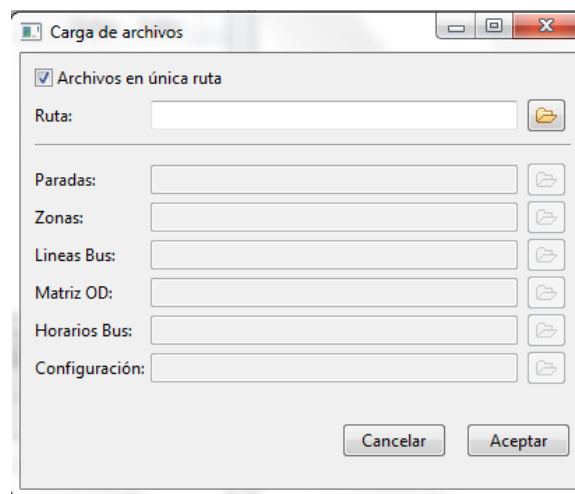 Carga de archivos
Archivos en única ruta
Ruta:
Paradas:
Zonas:
Lineas Bus:
Matriz OD:
Horarios Bus:
Configuración:
Cancelar Aceptar